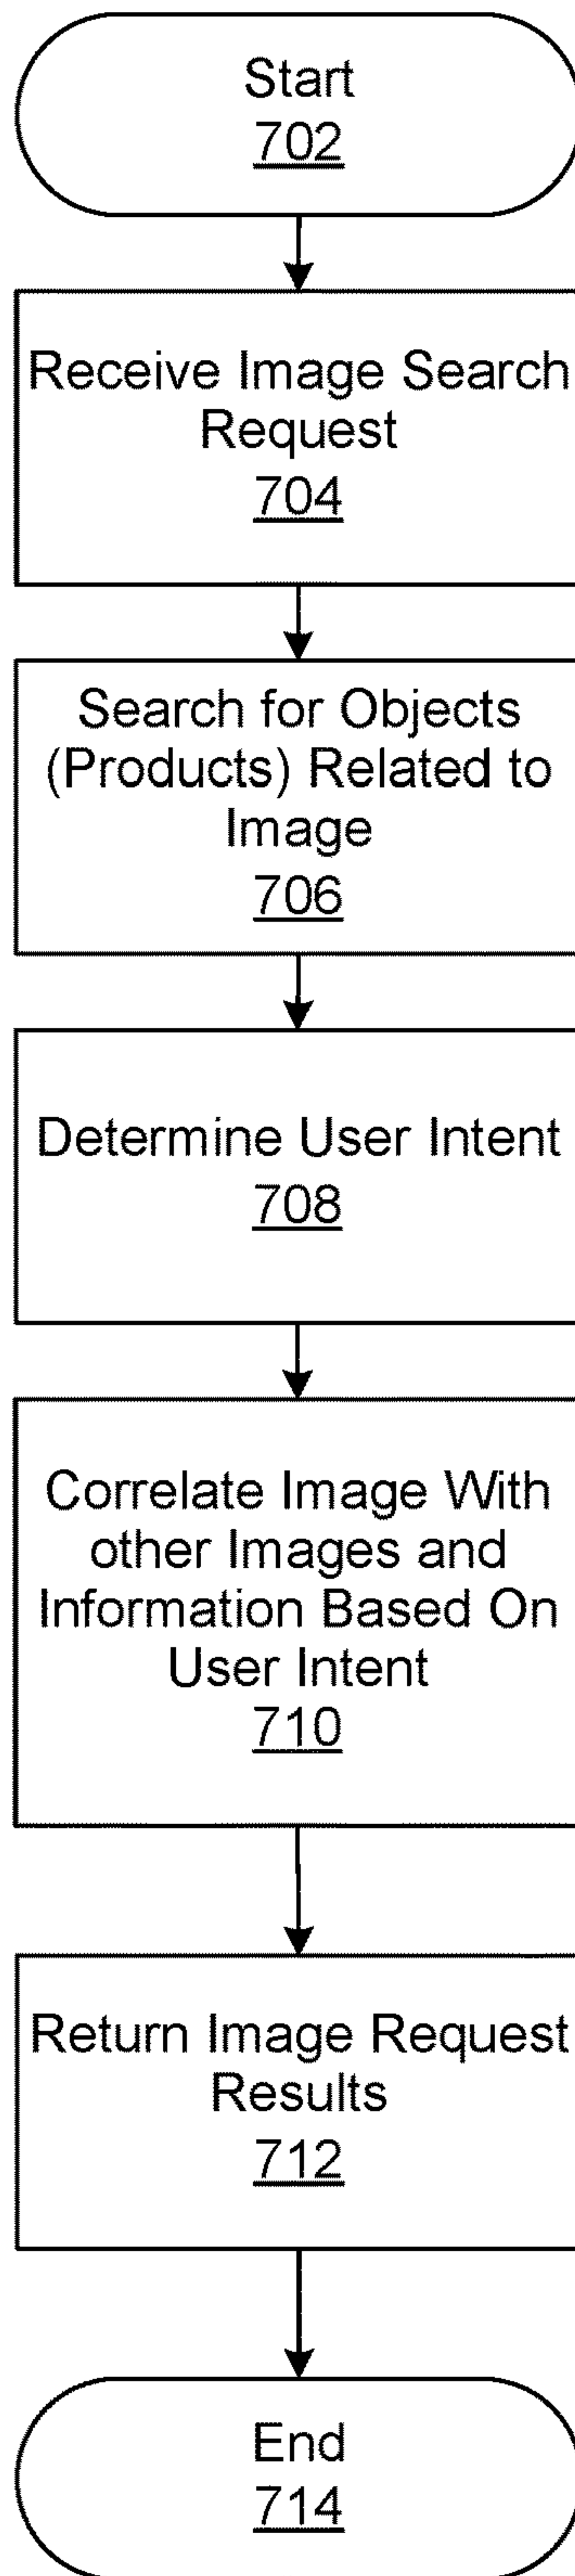 Start
702
Receive Image Search
Request
704
Search for Objects
(Products) Related to
Image
706
Determine User Intent
708
Correlate Image With
other Images and
Information Based On
User Intent
710
Return Image Request
Results
712
End
714